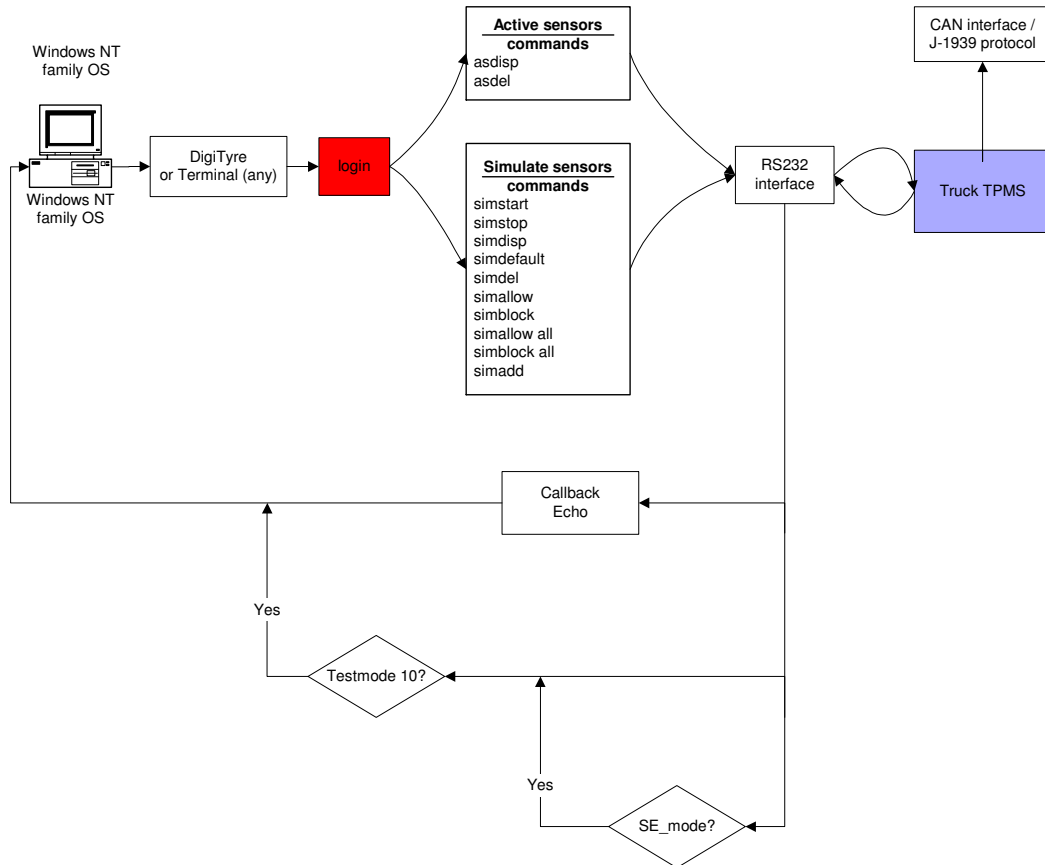 Windows NT
family OS
Windows NT
family OS
DigiTyre
or Terminal (any)
login
Active sensors
commands
asdisp
asdel
Simulate sensors
commands
simstart
simstop
simdisp
simdefault
simdel
simallow
simblock
simallow all
simblock all
simadd
RS232
interface
CAN interface /
J-1939 protocol
Truck TPMS
Callback
Echo
Yes
Testmode 10?
Yes
SE_mode?